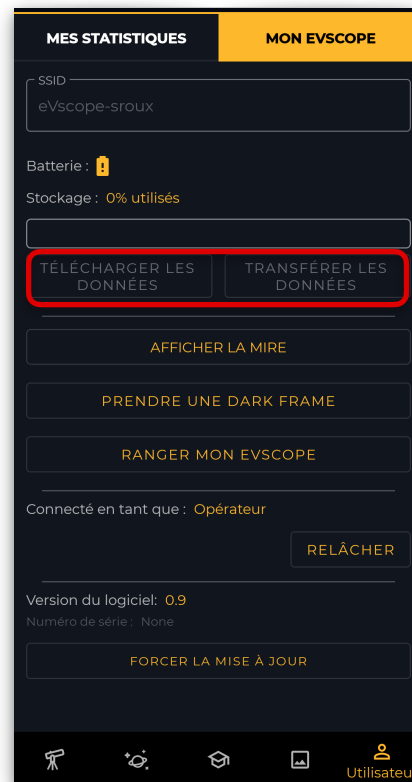 MES STATISTIQUES
MON EVSCOPE
SSID
eVscope-sroux
Batterie :
Stockage : 0% utilisés
TÉLÉCHARGER LES
DONNÉES
TRANSFÉRER LES
DONNÉES
AFFICHER LA MIRE
PRENDRE UNE DARK FRAME
RANGER MON EVSCOPE
Connecté en tant que : Opérateur
RELÂCHER
Version du logiciel: 0.9
Numéro de série : None
FORCER LA MISE À JOUR
Utilisateu